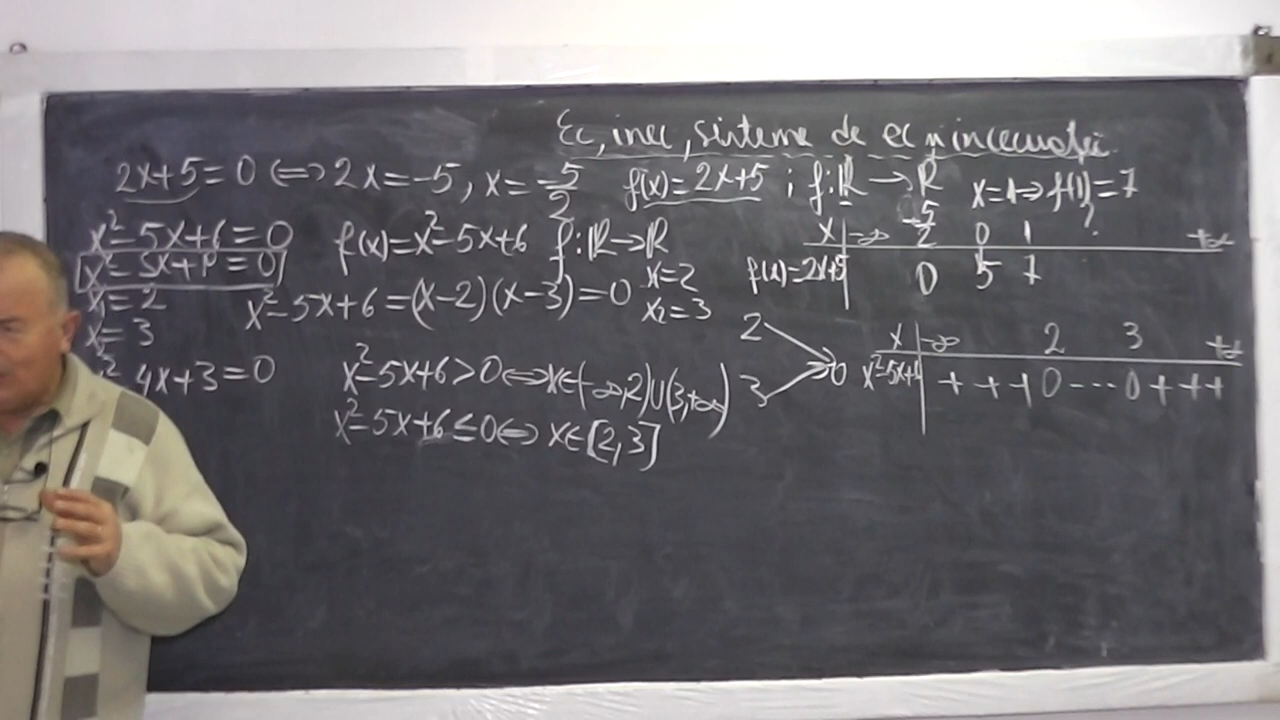 Ec, inec, sisteme de ec și inecuații
2x+5=0 ⟺ 2x=-5, x=-5/2 f(x)=2x+5 ; f:ℝ→ℝ x=1⇒f(1)=7
x²-5x+6=0 f(x)=x²-5x+6 f:ℝ→ℝ
x | -∞ -5/2 0 1 ? +∞
f(x)=2x+5 | 0 5 7
x²-Sx+P=0
x₁=2 x²-5x+6=(x-2)(x-3)=0 x=2
x₂=3
x=3
2
3
0
x | -∞ 2 3 +∞
x²-5x+6 | + + + 0 --- 0 + + +
4x+3=0 x²-5x+6>0 ⟺ x∈(-∞,2)∪(3,+∞)
x²-5x+6≤0 ⟺ x∈[2,3]